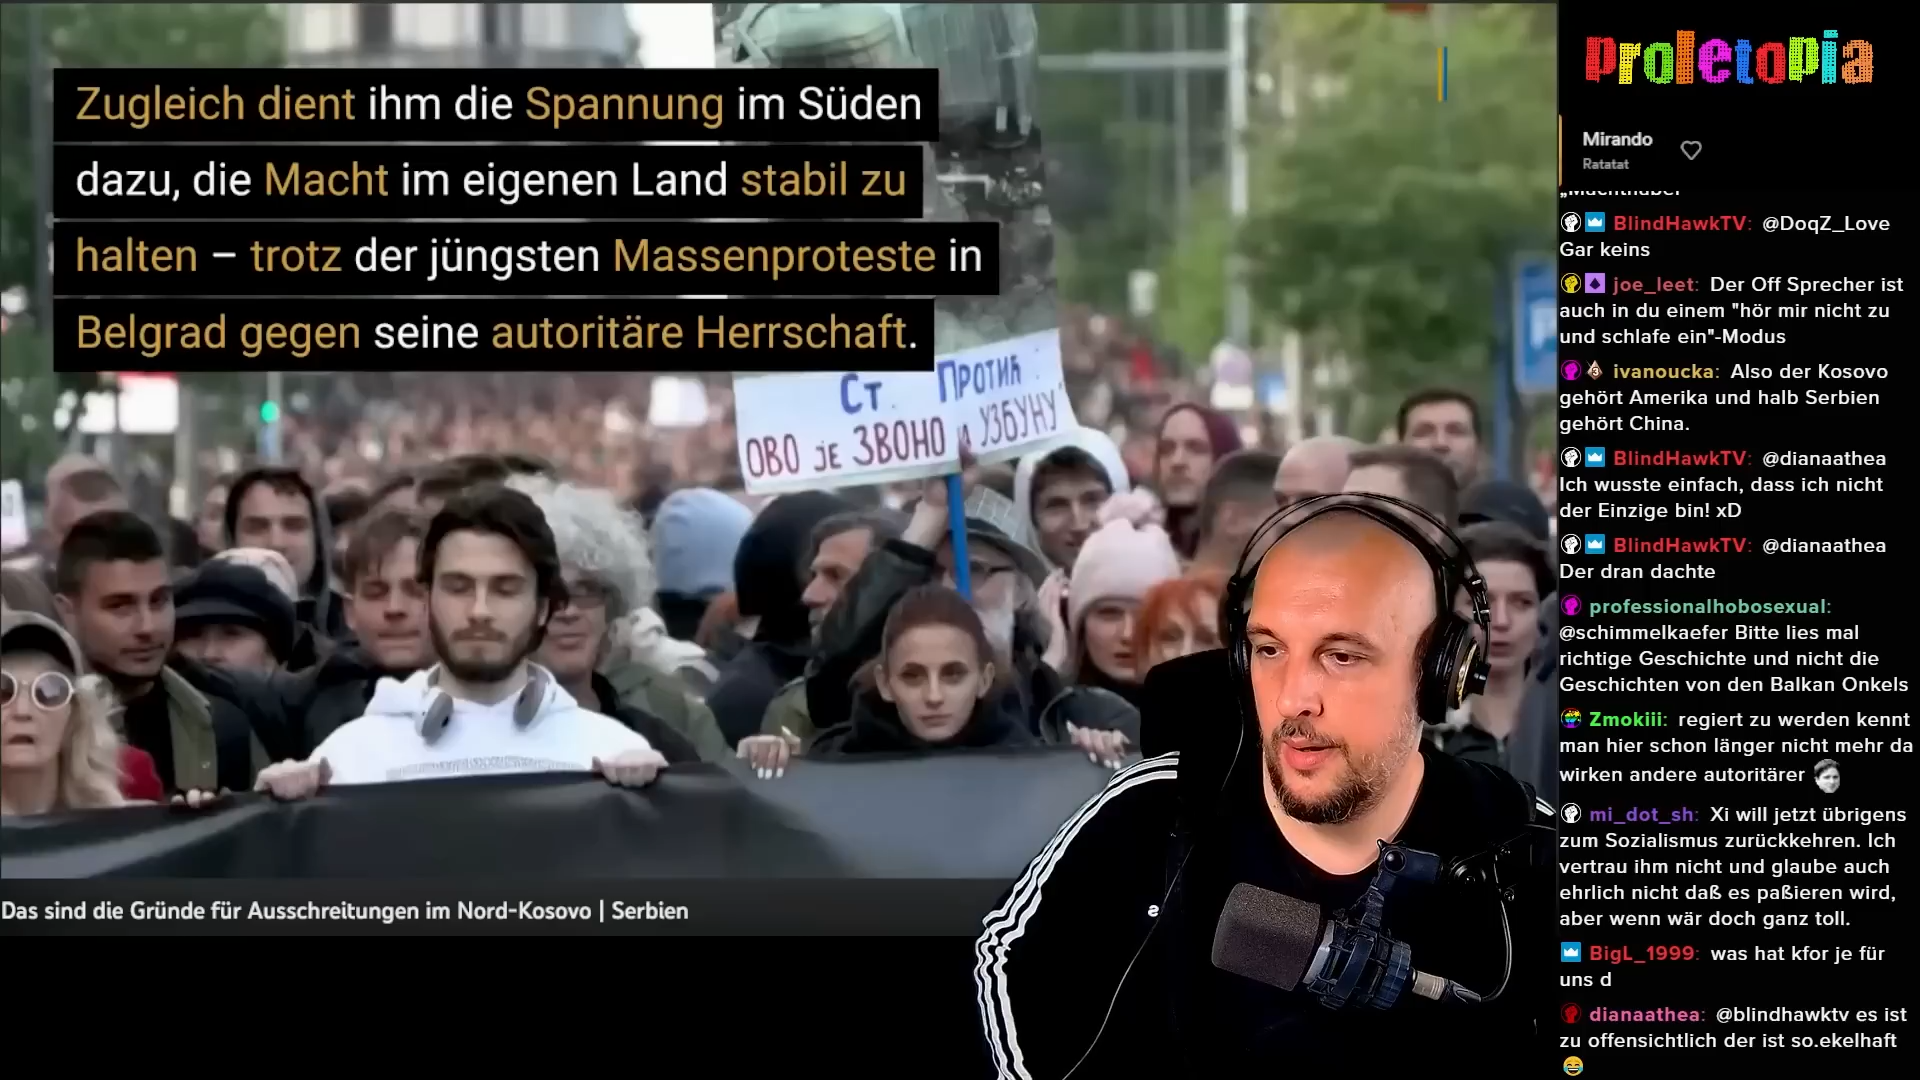 Zugleich dient ihm die Spannung im Süden
dazu, die Macht im eigenen Land stabil zu
halten – trotz der jüngsten Massenproteste in
Belgrad gegen seine autoritäre Herrschaft.
Ст Протић
ОВО је ЗВОНО УЗБУНУ
Das sind die Gründe für Ausschreitungen im Nord-Kosovo | Serbien
Proletopia
Mirando
Ratatat
„Machthaber
BlindHawkTV: @DoqZ_Love
Gar keins
joe_leet: Der Off Sprecher ist
auch in du einem "hör mir nicht zu
und schlafe ein"-Modus
ivanoucka: Also der Kosovo
gehört Amerika und halb Serbien
gehört China.
BlindHawkTV: @dianaathea
Ich wusste einfach, dass ich nicht
der Einzige bin! xD
BlindHawkTV: @dianaathea
Der dran dachte
professionalhobosexual:
@schimmelkaefer Bitte lies mal
richtige Geschichte und nicht die
Geschichten von den Balkan Onkels
Zmokiii: regiert zu werden kennt
man hier schon länger nicht mehr da
wirken andere autoritärer
mi_dot_sh: Xi will jetzt übrigens
zum Sozialismus zurückkehren. Ich
vertrau ihm nicht und glaube auch
ehrlich nicht daß es paßieren wird,
aber wenn wär doch ganz toll.
BigL_1999: was hat kfor je für
uns d
dianaathea: @blindhawktv es ist
zu offensichtlich der ist so.ekelhaft